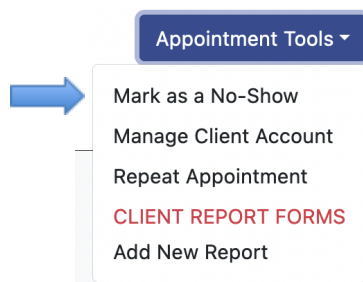 Appointment Tools
Mark as a No-Show
Manage Client Account
Repeat Appointment
CLIENT REPORT FORMS
Add New Report